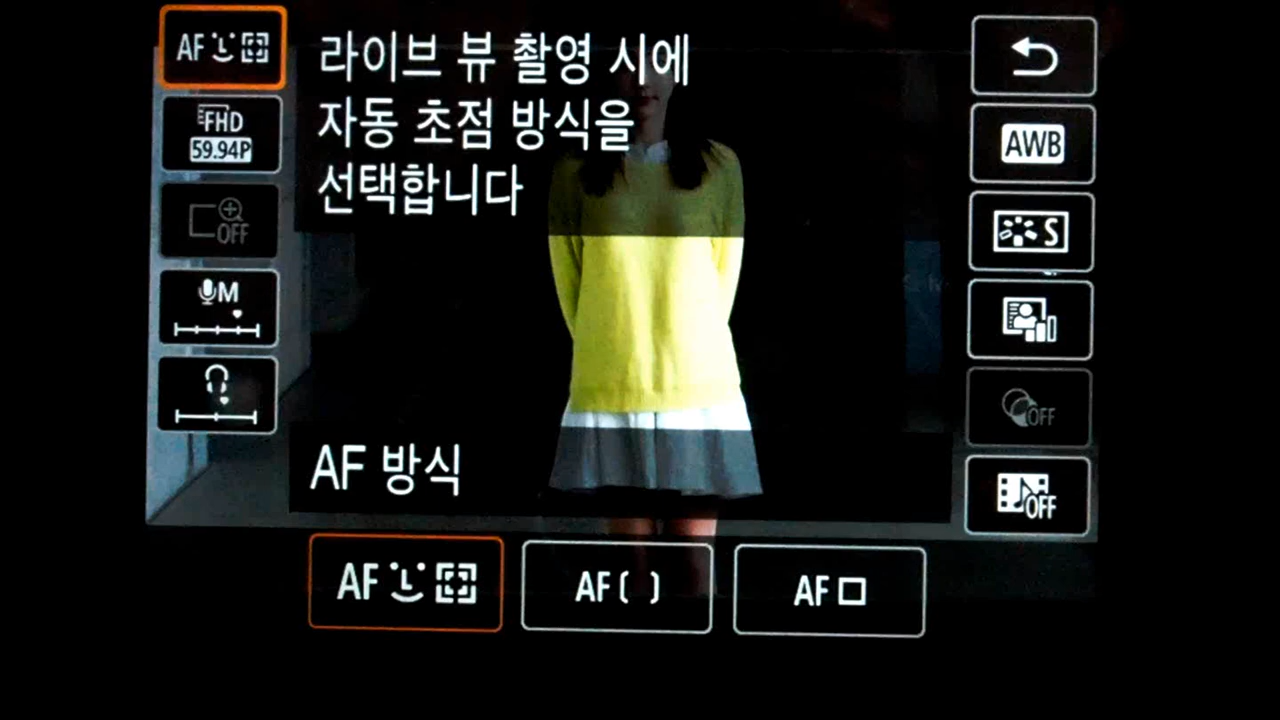 AF
라이브 뷰 촬영 시에
자동 초점 방식을
선택합니다
FHD
59.94P
OFF
M
AWB
S
OFF
OFF
AF 방식
AF
AF( )
AF